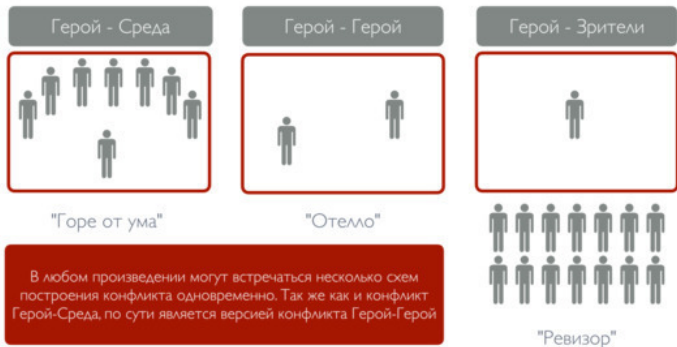 Герой - Среда
Герой - Герой
Герой - Зрители
"Горе от ума"
"Отелло"
В любом произведении могут встречаться несколько схем
построения конфликта одновременно. Так же как и конфликт
Герой-Среда, по сути является версией конфликта Герой-Герой
"Ревизор"